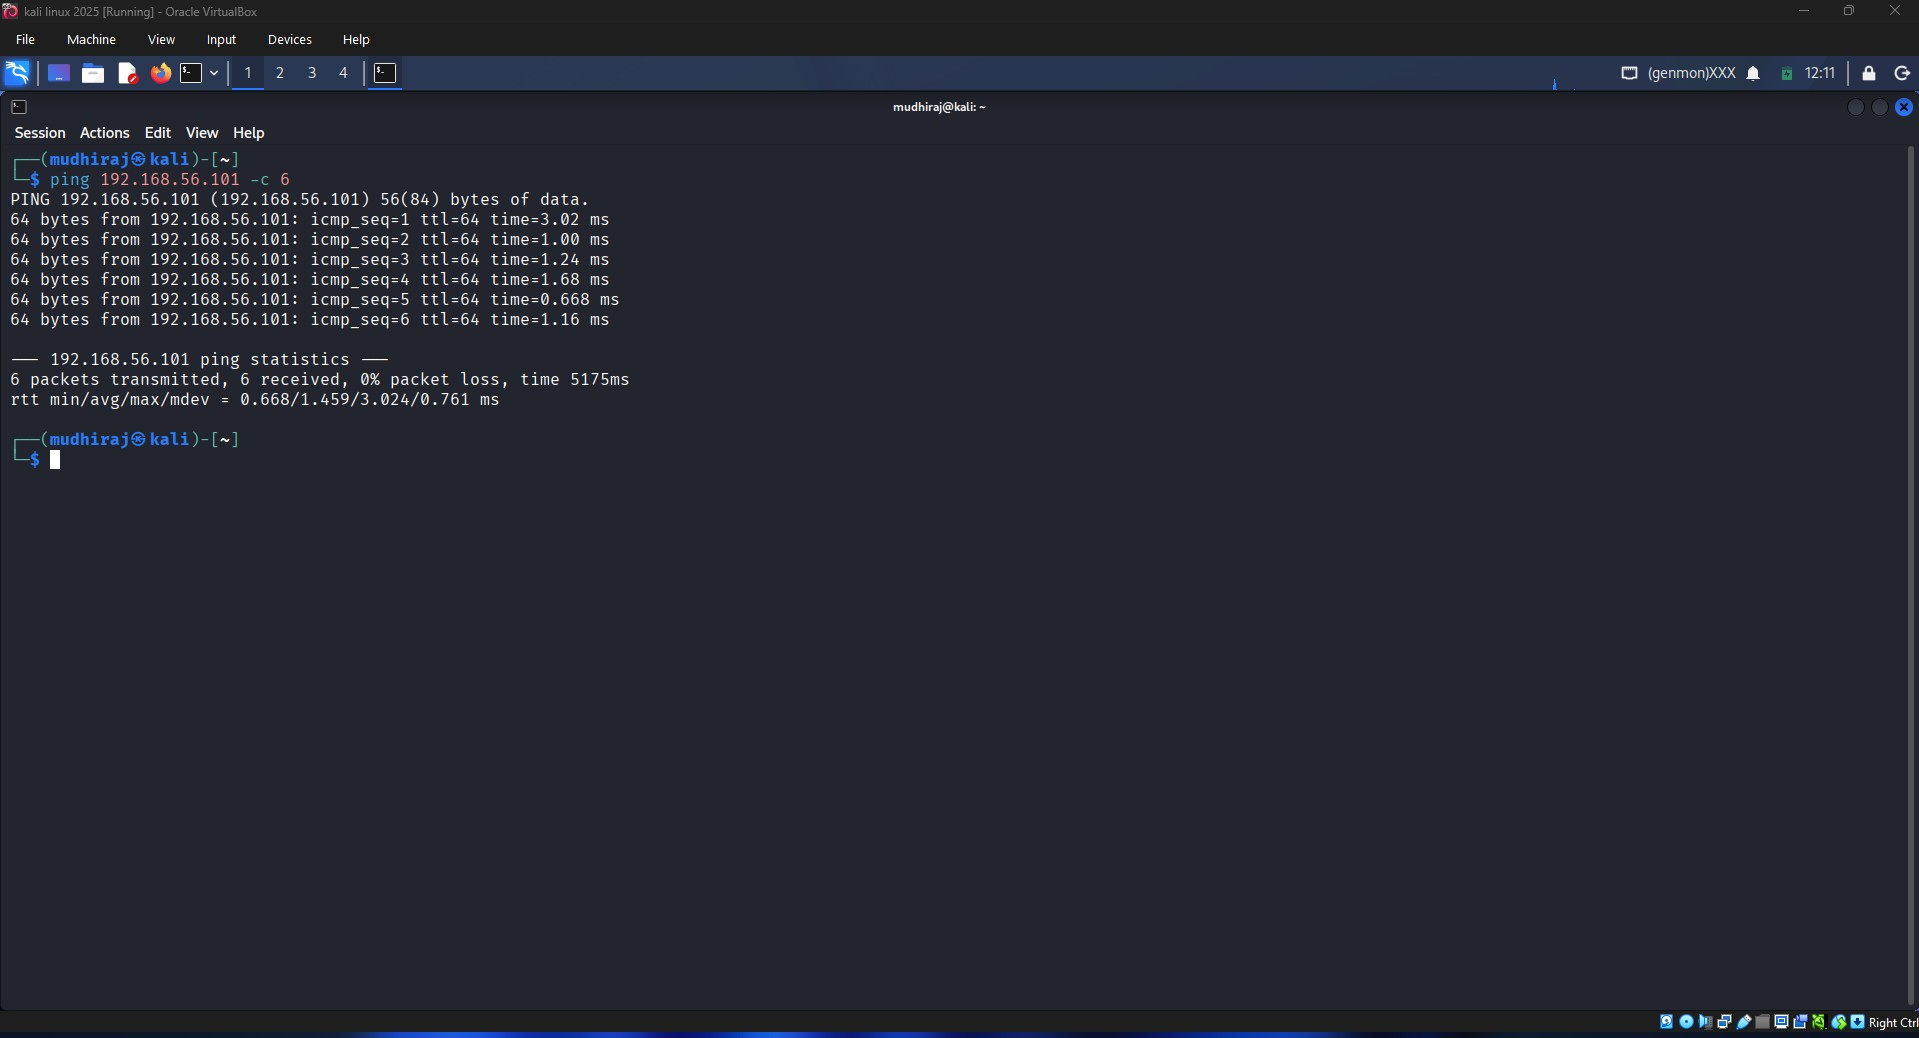 kali linux 2025 [Running] - Oracle VirtualBox
File Machine View Input Devices Help
1 2 3 4 (genmon)XXX 12:11
mudhiraj@kali: ~
Session Actions Edit View Help
┌──(mudhiraj㉿kali)-[~]
└─$ ping 192.168.56.101 -c 6
PING 192.168.56.101 (192.168.56.101) 56(84) bytes of data.
64 bytes from 192.168.56.101: icmp_seq=1 ttl=64 time=3.02 ms
64 bytes from 192.168.56.101: icmp_seq=2 ttl=64 time=1.00 ms
64 bytes from 192.168.56.101: icmp_seq=3 ttl=64 time=1.24 ms
64 bytes from 192.168.56.101: icmp_seq=4 ttl=64 time=1.68 ms
64 bytes from 192.168.56.101: icmp_seq=5 ttl=64 time=0.668 ms
64 bytes from 192.168.56.101: icmp_seq=6 ttl=64 time=1.16 ms
--- 192.168.56.101 ping statistics ---
6 packets transmitted, 6 received, 0% packet loss, time 5175ms
rtt min/avg/max/mdev = 0.668/1.459/3.024/0.761 ms
┌──(mudhiraj㉿kali)-[~]
└─$
Right Ctrl